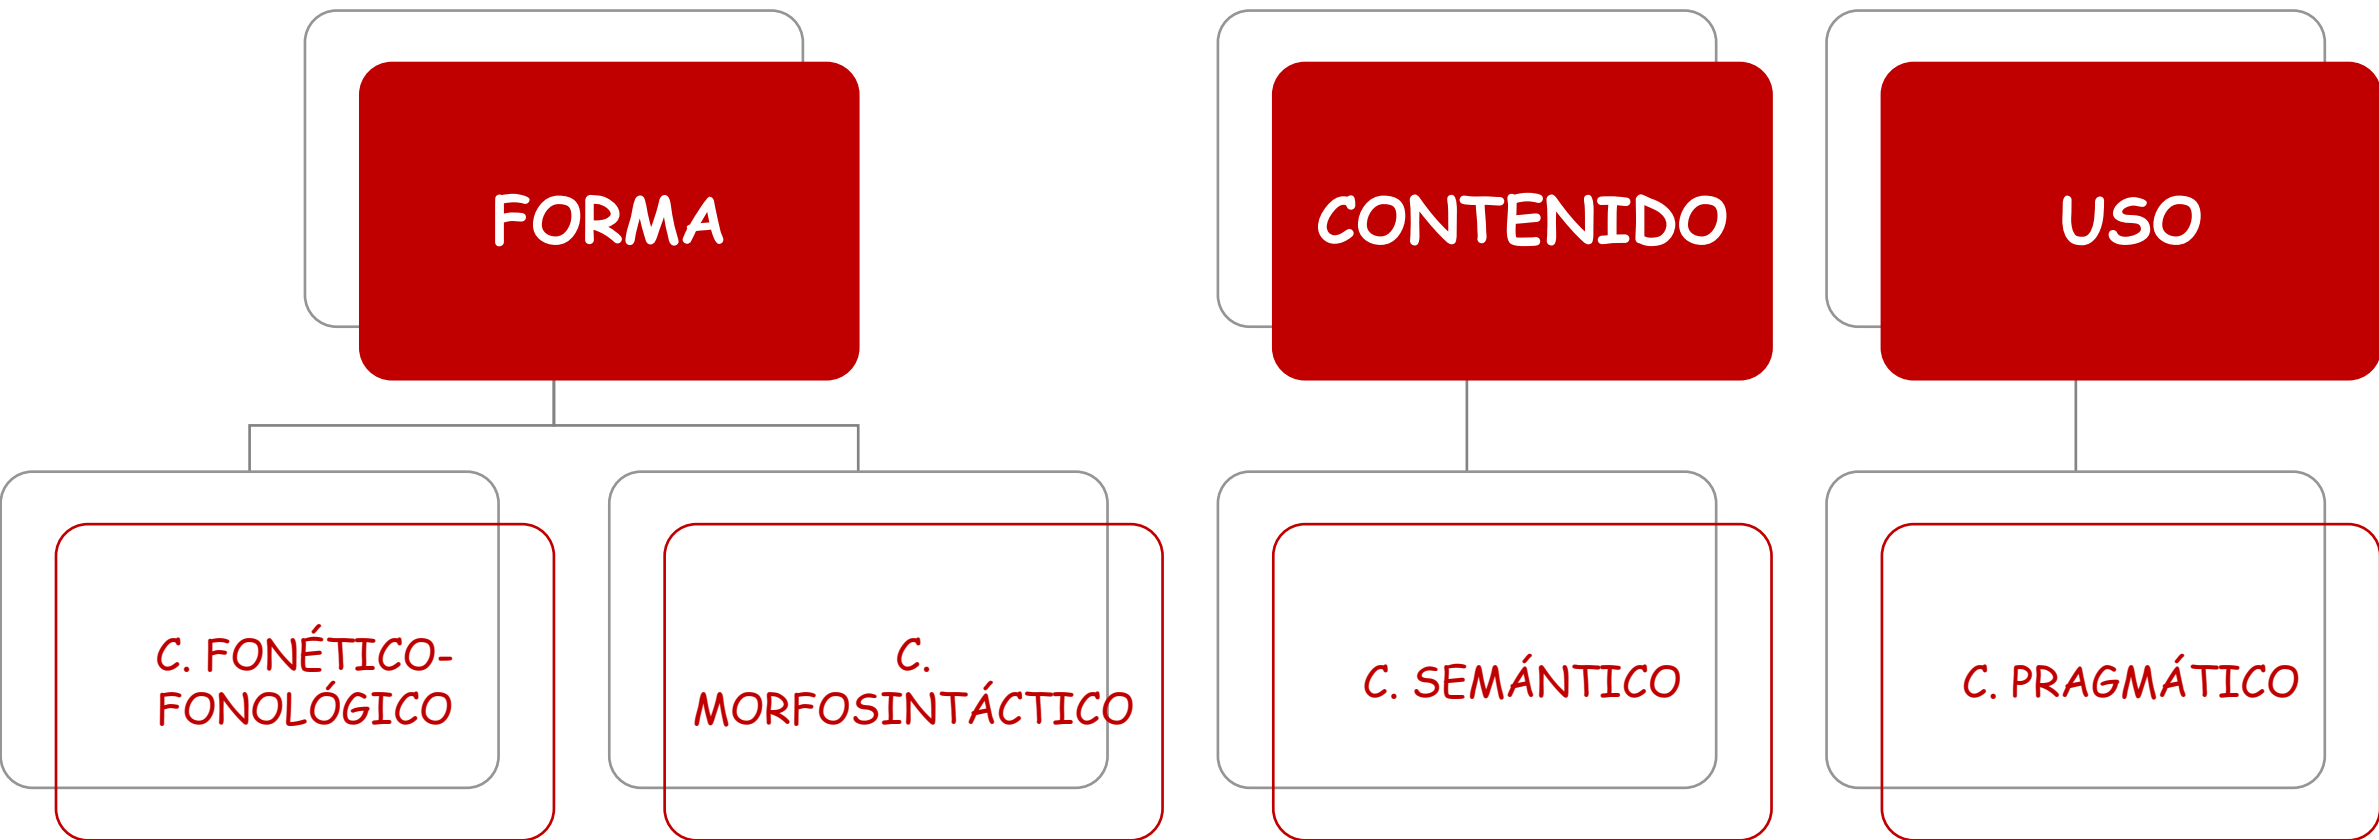 FORMA
CONTENIDO
USO
C. FONÉTICO-
FONOLÓGICO
C.
MORFOSINTÁCTICO
C. SEMÁNTICO
C. PRAGMÁTICO